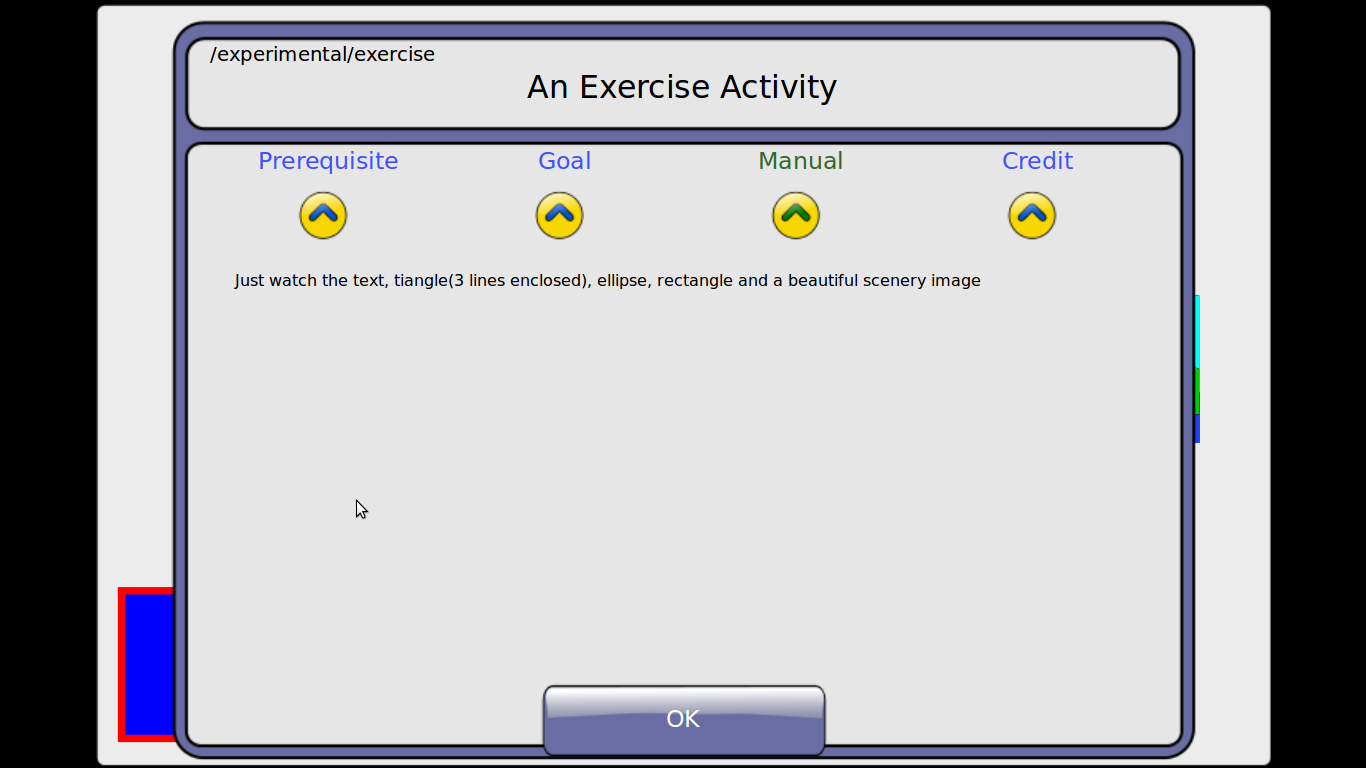 /experimental/exercise
An Exercise Activity
Prerequisite Goal Manual Credit
Just watch the text, tiangle(3 lines enclosed), ellipse, rectangle and a beautiful scenery image
OK